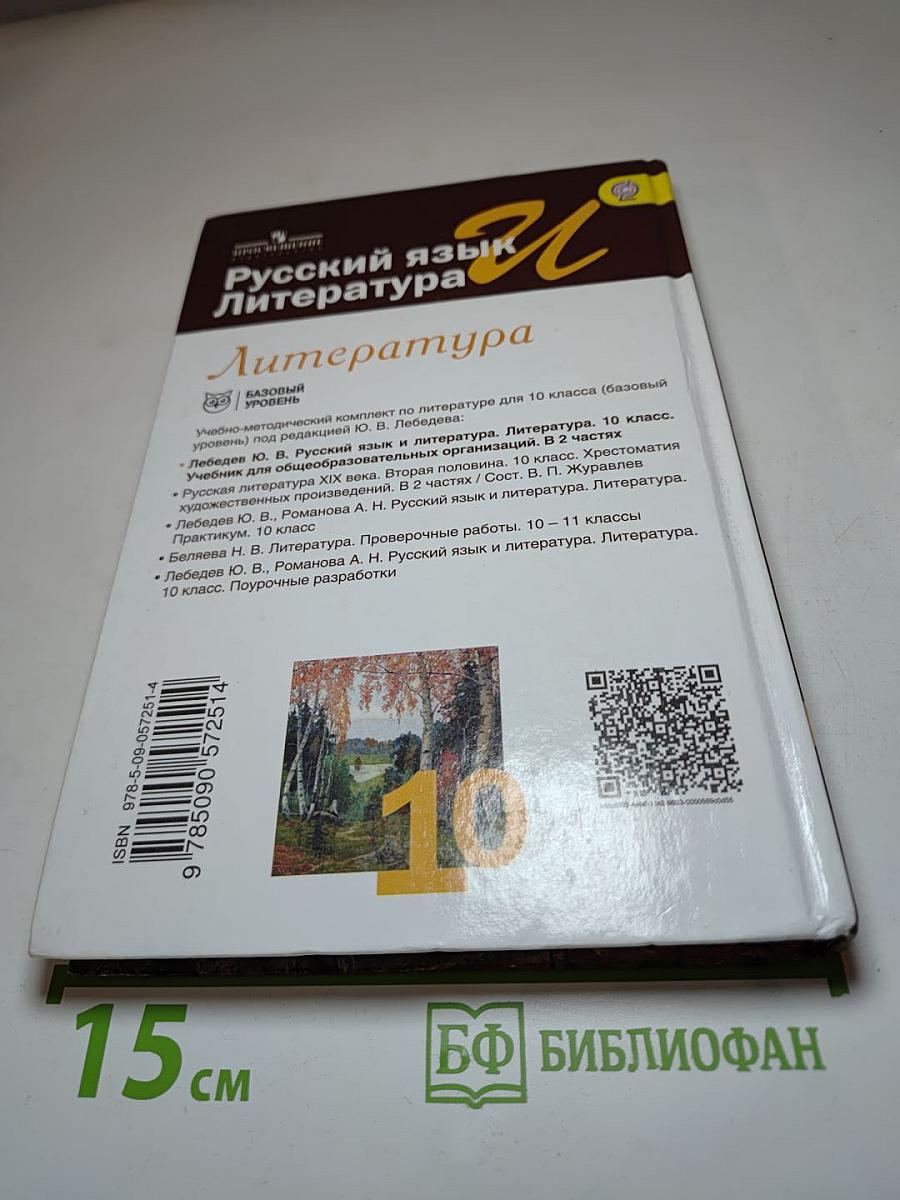 ПРОСВЕЩЕНИЕ
ИЗДАТЕЛЬСТВО
Русский язык И
Литература
Литература
БАЗОВЫЙ
УРОВЕНЬ
Учебно-методический комплект по литературе для 10 класса (базовый
уровень) под редакцией Ю. В. Лебедева:
• Лебедев Ю. В. Русский язык и литература. Литература. 10 класс.
Учебник для общеобразовательных организаций. В 2 частях
• Русская литература XIX века. Вторая половина. 10 класс. Хрестоматия
художественных произведений. В 2 частях / Сост. В. П. Журавлев
• Лебедев Ю. В., Романова А. Н. Русский язык и литература. Литература.
Практикум. 10 класс
• Беляева Н. В. Литература. Проверочные работы. 10 – 11 классы
• Лебедев Ю. В., Романова А. Н. Русский язык и литература. Литература.
10 класс. Поурочные разработки
ISBN 978-5-09-057251-4
9 785090 572514
10
15 см
БФ БИБЛИОФАН